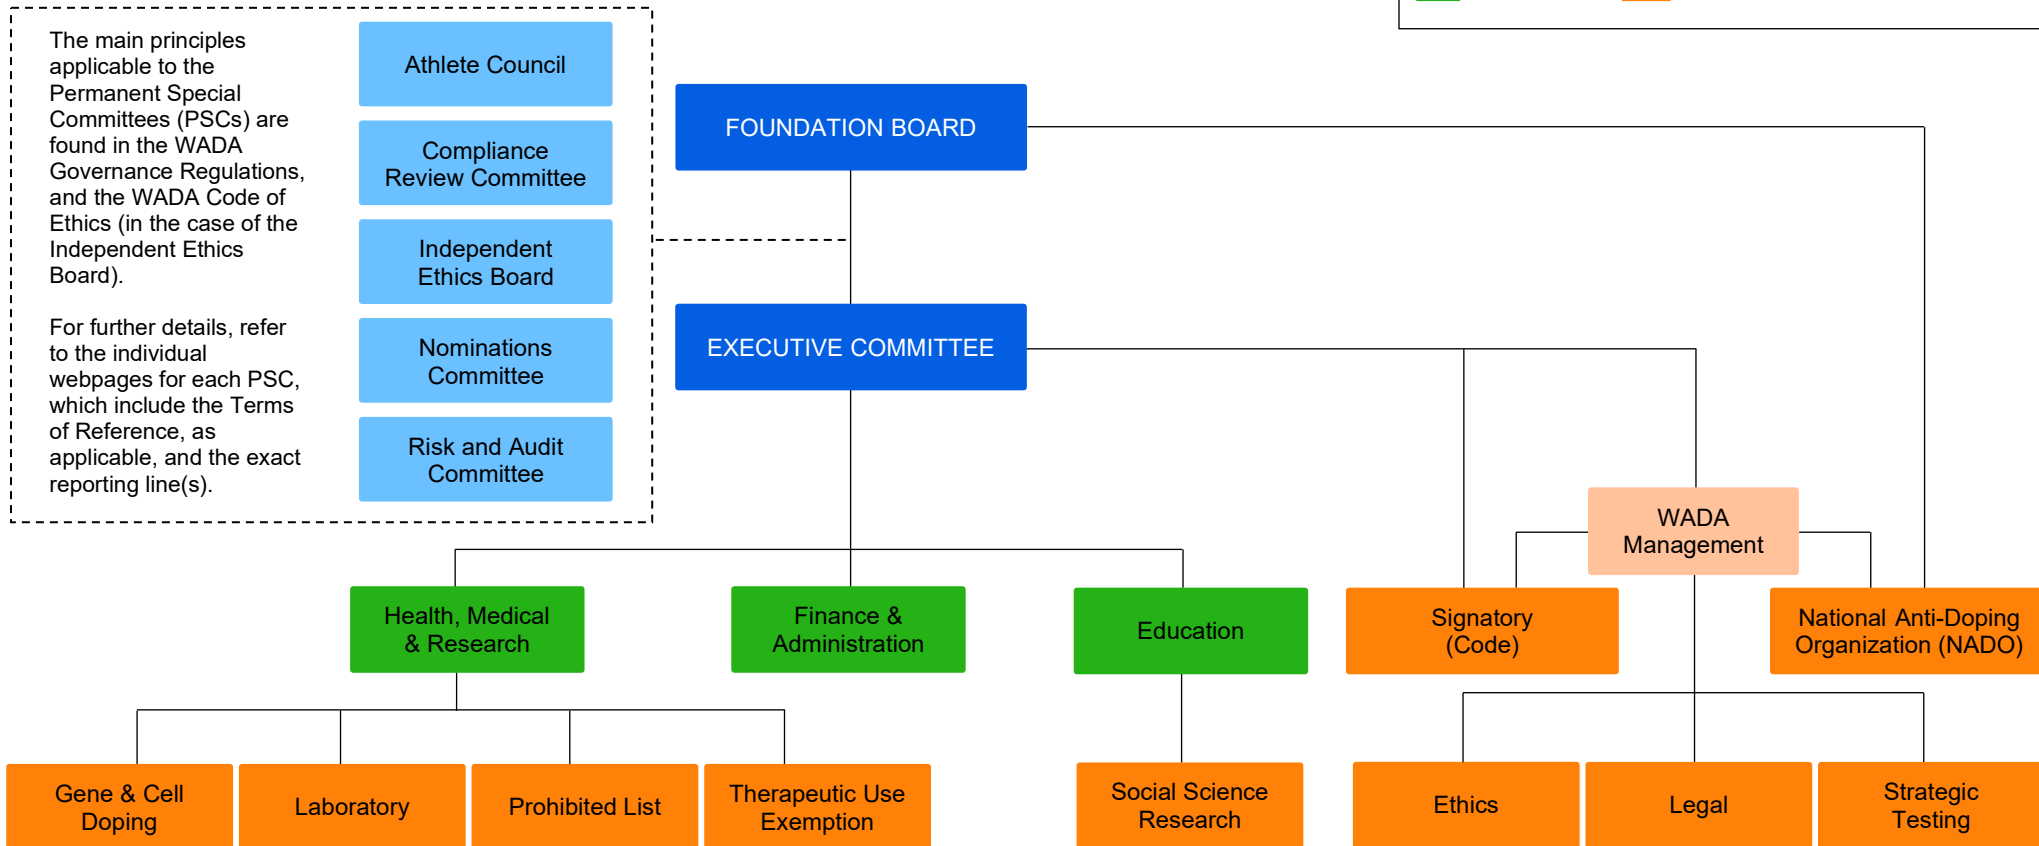 The main principles
applicable to the
Permanent Special
Committees (PSCs) are
found in the WADA
Governance Regulations,
and the WADA Code of
Ethics (in the case of the
Independent Ethics
Board).
For further details, refer
to the individual
webpages for each PSC,
which include the Terms
of Reference, as
applicable, and the exact
reporting line(s).
Athlete Council
Compliance
Review Committee
Independent
Ethics Board
Nominations
Committee
Risk and Audit
Committee
FOUNDATION BOARD
EXECUTIVE COMMITTEE
WADA
Management
Health, Medical
& Research
Finance &
Administration
Education
Signatory
(Code)
National Anti-Doping
Organization (NADO)
Gene & Cell
Doping
Laboratory
Prohibited List
Therapeutic Use
Exemption
Social Science
Research
Ethics
Legal
Strategic
Testing